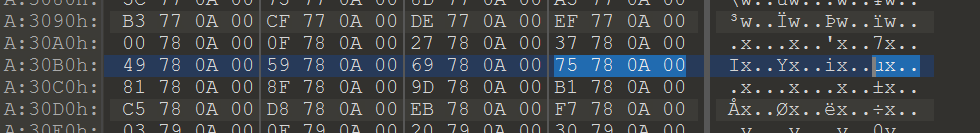 A:3090h: B3 77 0A 00 CF 77 0A 00 DE 77 0A 00 EF 77 0A 00 ³w..Ïw..Þw..ïw..
A:30A0h: 00 78 0A 00 0F 78 0A 00 27 78 0A 00 37 78 0A 00 .x...x..'x..7x..
A:30B0h: 49 78 0A 00 59 78 0A 00 69 78 0A 00 75 78 0A 00 Ix..Yx..ix..ux..
A:30C0h: 81 78 0A 00 8F 78 0A 00 9D 78 0A 00 B1 78 0A 00 .x...x...x..±x..
A:30D0h: C5 78 0A 00 D8 78 0A 00 EB 78 0A 00 F7 78 0A 00 Åx..Øx..ëx..÷x..